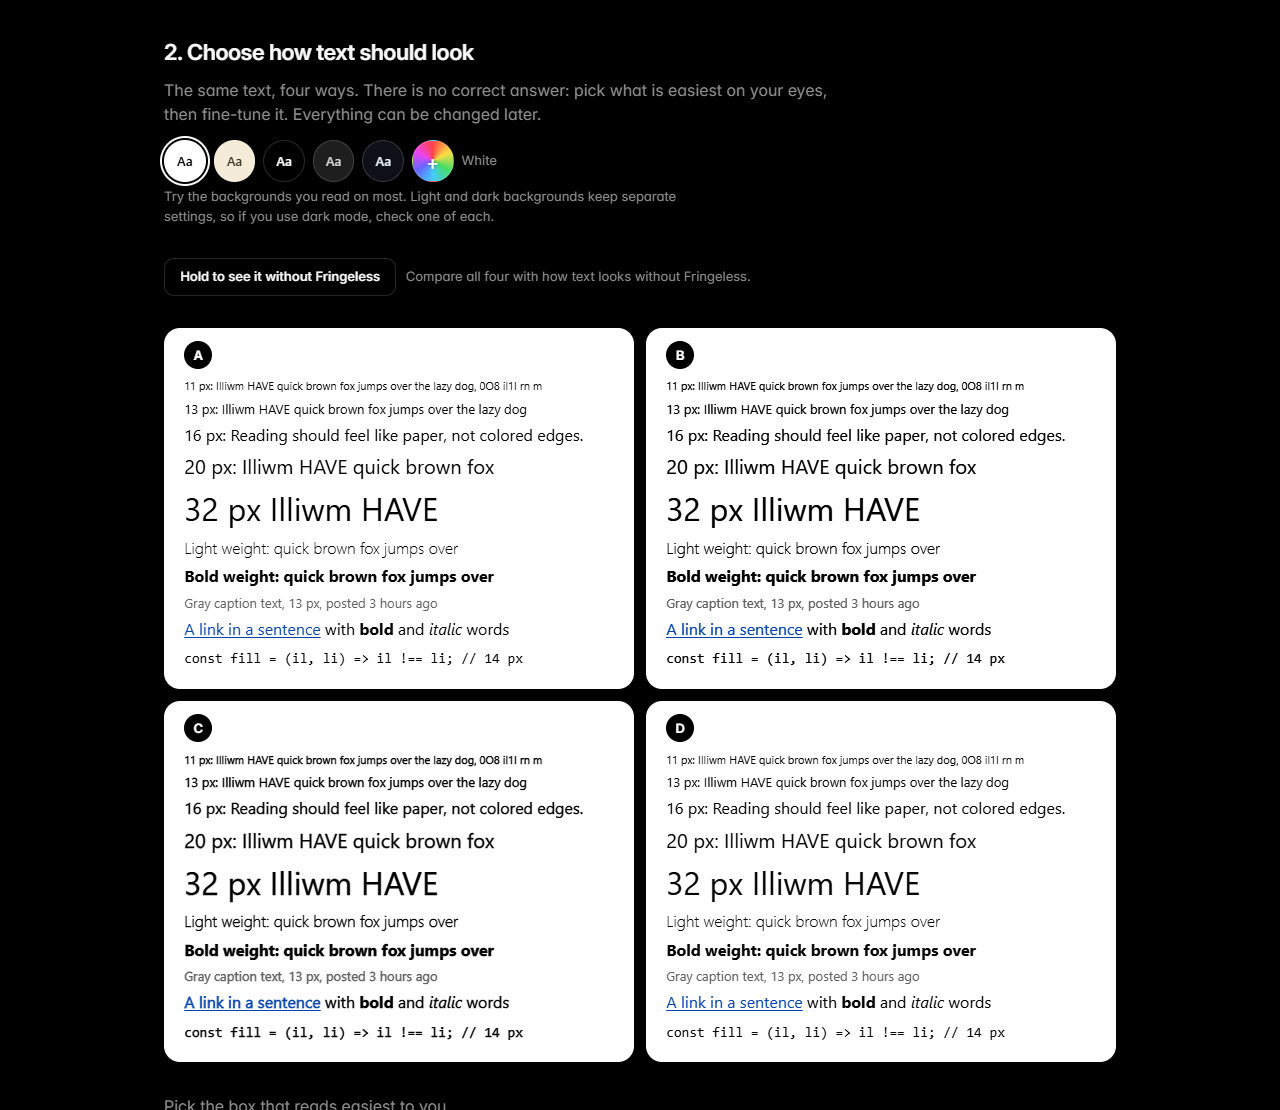 2. Choose how text should look
The same text, four ways. There is no correct answer: pick what is easiest on your eyes,
then fine-tune it. Everything can be changed later.
Aa Aa Aa Aa Aa + White
Try the backgrounds you read on most. Light and dark backgrounds keep separate
settings, so if you use dark mode, check one of each.
Hold to see it without Fringeless Compare all four with how text looks without Fringeless.
A
11 px: Illiwm HAVE quick brown fox jumps over the lazy dog, 0O8 il1I rn m
13 px: Illiwm HAVE quick brown fox jumps over the lazy dog
16 px: Reading should feel like paper, not colored edges.
20 px: Illiwm HAVE quick brown fox
32 px Illiwm HAVE
Light weight: quick brown fox jumps over
Bold weight: quick brown fox jumps over
Gray caption text, 13 px, posted 3 hours ago
A link in a sentence with bold and italic words
const fill = (il, li) => il !== li; // 14 px
B
11 px: Illiwm HAVE quick brown fox jumps over the lazy dog, 0O8 il1I rn m
13 px: Illiwm HAVE quick brown fox jumps over the lazy dog
16 px: Reading should feel like paper, not colored edges.
20 px: Illiwm HAVE quick brown fox
32 px Illiwm HAVE
Light weight: quick brown fox jumps over
Bold weight: quick brown fox jumps over
Gray caption text, 13 px, posted 3 hours ago
A link in a sentence with bold and italic words
const fill = (il, li) => il !== li; // 14 px
C
11 px: Illiwm HAVE quick brown fox jumps over the lazy dog, 0O8 il1I rn m
13 px: Illiwm HAVE quick brown fox jumps over the lazy dog
16 px: Reading should feel like paper, not colored edges.
20 px: Illiwm HAVE quick brown fox
32 px Illiwm HAVE
Light weight: quick brown fox jumps over
Bold weight: quick brown fox jumps over
Gray caption text, 13 px, posted 3 hours ago
A link in a sentence with bold and italic words
const fill = (il, li) => il !== li; // 14 px
D
11 px: Illiwm HAVE quick brown fox jumps over the lazy dog, 0O8 il1I rn m
13 px: Illiwm HAVE quick brown fox jumps over the lazy dog
16 px: Reading should feel like paper, not colored edges.
20 px: Illiwm HAVE quick brown fox
32 px Illiwm HAVE
Light weight: quick brown fox jumps over
Bold weight: quick brown fox jumps over
Gray caption text, 13 px, posted 3 hours ago
A link in a sentence with bold and italic words
const fill = (il, li) => il !== li; // 14 px
Pick the box that reads easiest to you